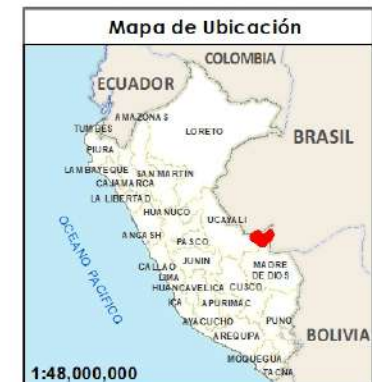 Mapa de Ubicación
COLOMBIA
ECUADOR
AMAZONAS
TUMBES
LORETO
PIURA
BRASIL
LAMBAYEQUE
SAN MARTIN
CAJAMARCA
LA LIBERTAD
HUANUCO
UCAYALI
ANCASH
PASCO
OCEANO PACIFICO
JUNIN
MADRE
DE DIOS
CALLAO
LIMA
HUANCAVELICA
CUSCO
ICA
APURIMAC
AYACUCHO
PUNO
AREQUIPA
BOLIVIA
MOQUEGUA
TACNA
1:48,000,000